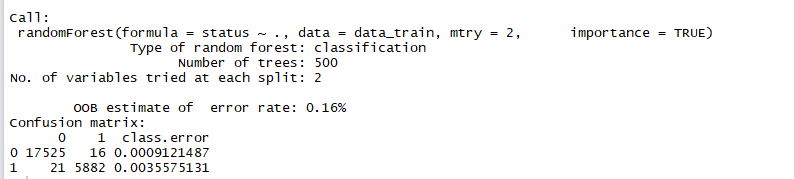 Call:
 randomForest(formula = status ~ ., data = data_train, mtry = 2,      importance = TRUE)
               Type of random forest: classification
                     Number of trees: 500
No. of variables tried at each split: 2

        OOB estimate of  error rate: 0.16%
Confusion matrix:
      0    1  class.error
0 17525   16 0.0009121487
1    21 5882 0.0035575131